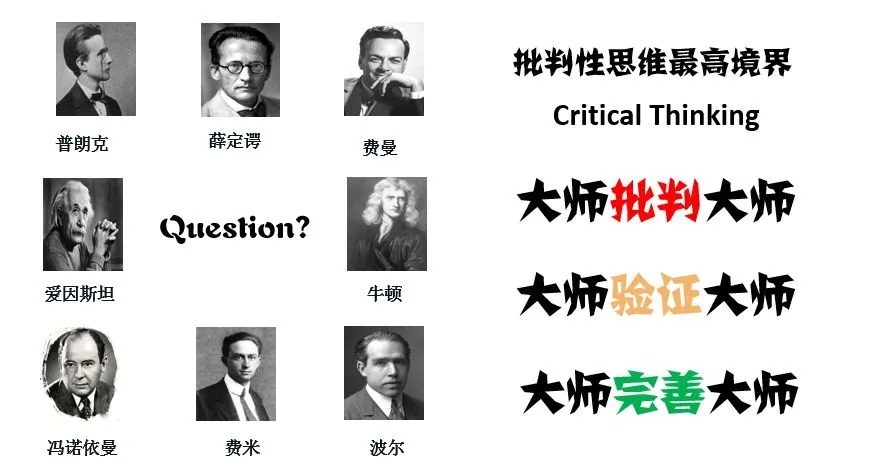 普朗克
薛定谔
费曼
爱因斯坦
Question?
牛顿
冯诺依曼
费米
波尔
批判性思维最高境界
Critical Thinking
大师批判大师
大师验证大师
大师完善大师